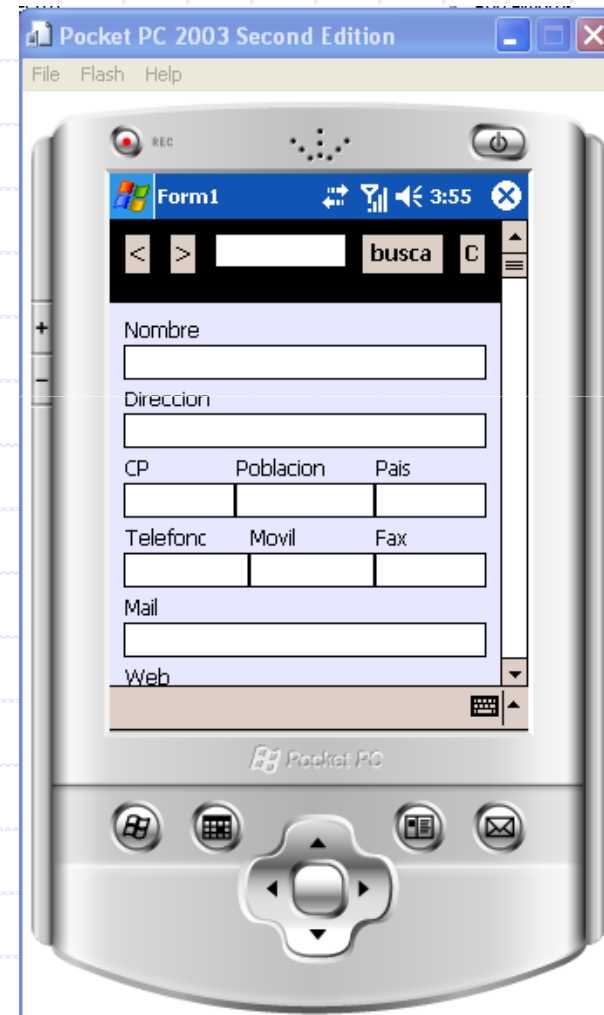 Pocket PC 2003 Second Edition
File Flash Help
REC
Form1 3:55
< > busca C
+
Nombre
-
Direccion
CP Poblacion Pais
Telefonc Movil Fax
Mail
Web
Pocket PC